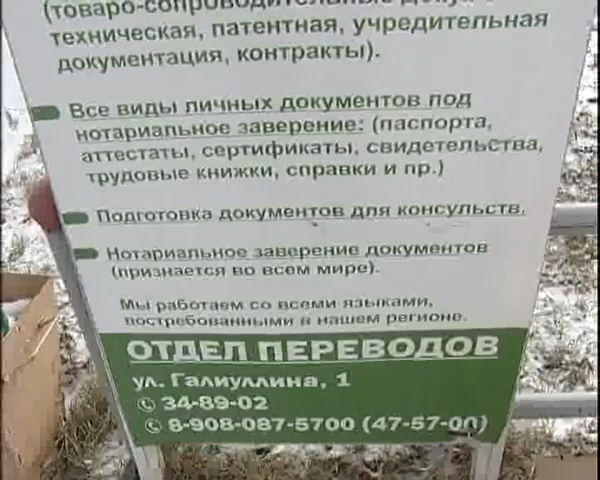 (товаро-сопроводительные
техническая, патентная, учредительная
документация, контракты).
Все виды личных документов под
нотариальное заверение: (паспорта,
аттестаты, сертификаты, свидетельства,
трудовые книжки, справки и пр.)
Подготовка документов для консульств.
Нотариальное заверение документов
(признается во всем мире).
Мы работаем со всеми языками,
востребованными в нашем регионе.
ОТДЕЛ ПЕРЕВОДОВ
ул. Галиуллина, 1
34-89-02
8-908-087-5700 (47-57-00)